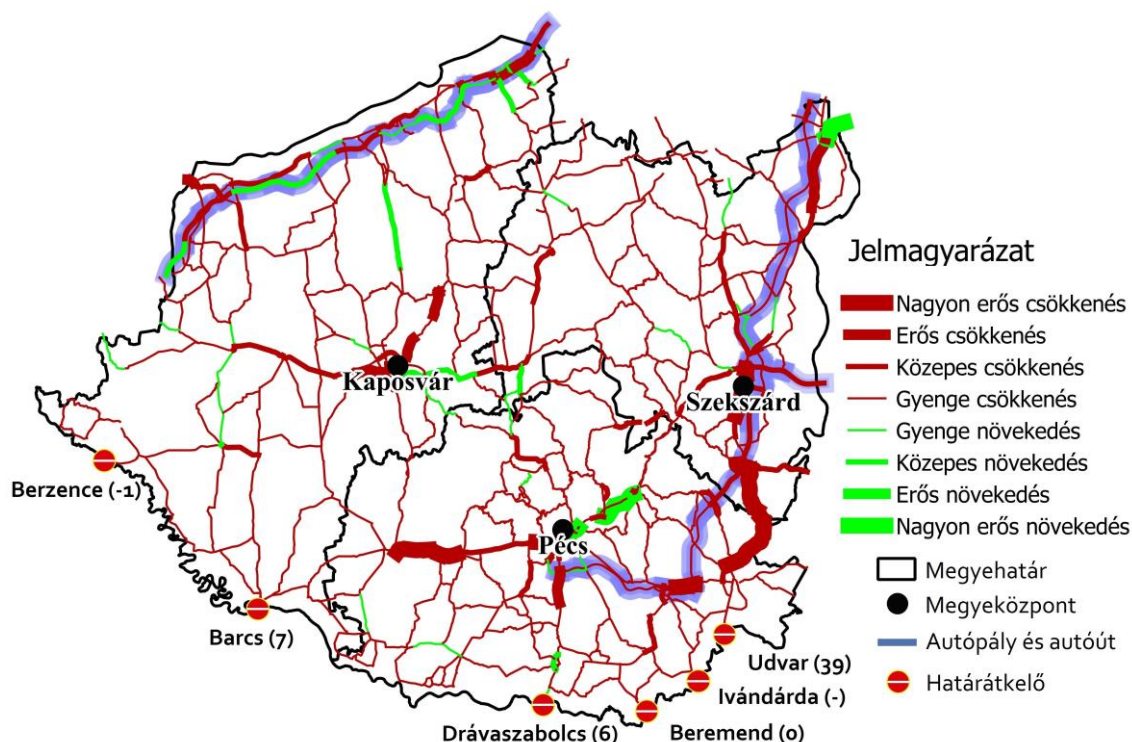 Jelmagyarázat
Nagyon erős csökkenés
Erős csökkenés
Közepes csökkenés
Gyenge csökkenés
Gyenge növekedés
Közepes növekedés
Erős növekedés
Nagyon erős növekedés
Megyehatár
Megyeközpont
Autópály és autóút
Határátkelő
Kaposvár
Szekszárd
Pécs
Berzence (-1)
Barcs (7)
Udvar (39)
Ivándárda (-)
Drávaszabolcs (6)
Beremend (0)